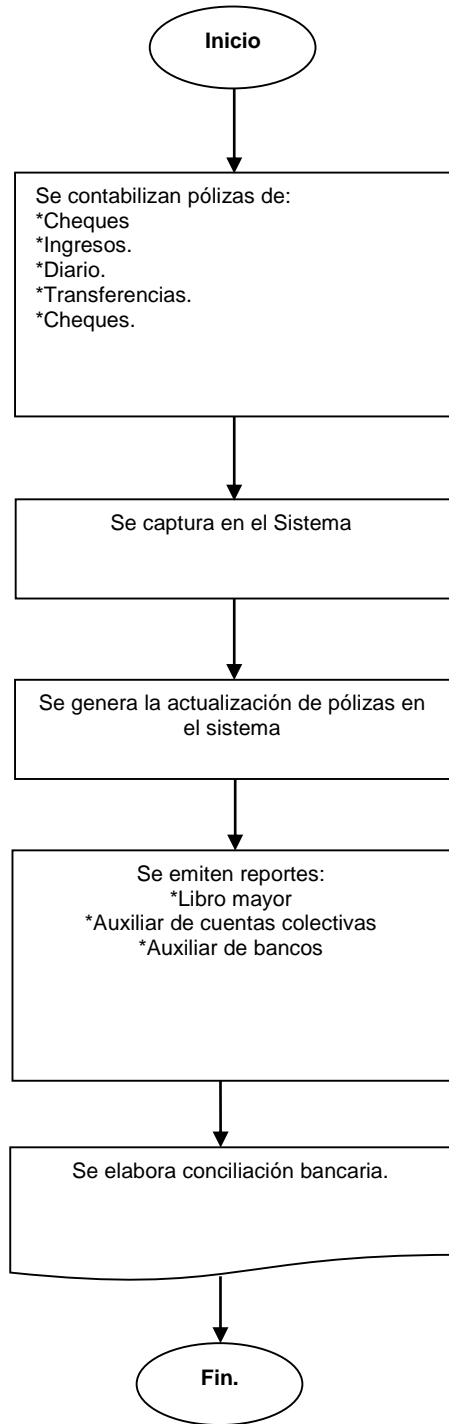 Inicio
Se contabilizan pólizas de:
*Cheques
*Ingresos.
*Diario.
*Transferencias.
*Cheques.
Se captura en el Sistema
Se genera la actualización de pólizas en
el sistema
Se emiten reportes:
*Libro mayor
*Auxiliar de cuentas colectivas
*Auxiliar de bancos
Se elabora conciliación bancaria.
Fin.